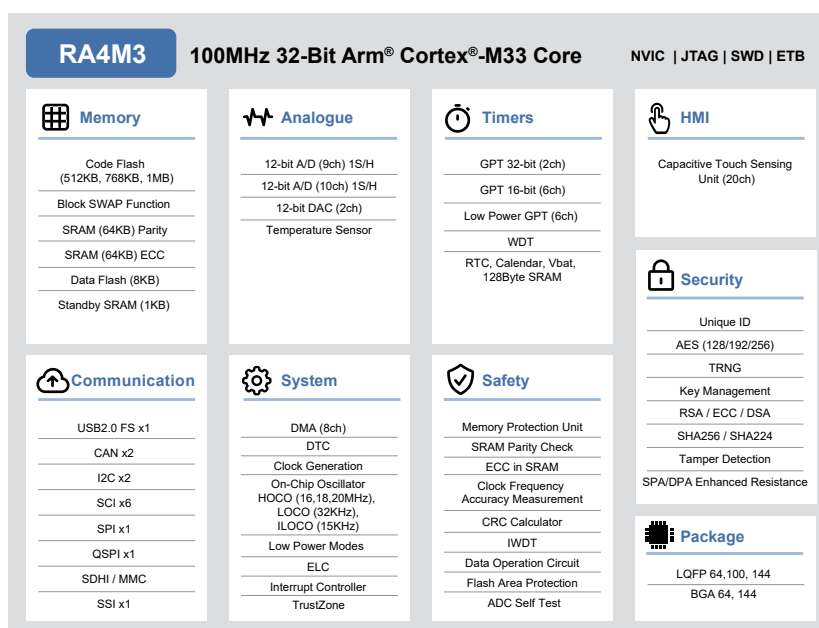 RA4M3
100MHz 32-Bit Arm® Cortex®-M33 Core
NVIC | JTAG | SWD | ETB
Memory
Code Flash
(512KB, 768KB, 1MB)
Block SWAP Function
SRAM (64KB) Parity
SRAM (64KB) ECC
Data Flash (8KB)
Standby SRAM (1KB)
Analogue
12-bit A/D (9ch) 1S/H
12-bit A/D (10ch) 1S/H
12-bit DAC (2ch)
Temperature Sensor
Timers
GPT 32-bit (2ch)
GPT 16-bit (6ch)
Low Power GPT (6ch)
WDT
RTC, Calendar, Vbat,
128Byte SRAM
HMI
Capacitive Touch Sensing
Unit (20ch)
Security
Unique ID
AES (128/192/256)
TRNG
Key Management
RSA / ECC / DSA
SHA256 / SHA224
Tamper Detection
SPA/DPA Enhanced Resistance
Communication
USB2.0 FS x1
CAN x2
I2C x2
SCI x6
SPI x1
QSPI x1
SDHI / MMC
SSI x1
System
DMA (8ch)
DTC
Clock Generation
On-Chip Oscillator
HOCO (16,18,20MHz),
LOCO (32KHz),
ILOCO (15KHz)
Low Power Modes
ELC
Interrupt Controller
TrustZone
Safety
Memory Protection Unit
SRAM Parity Check
ECC in SRAM
Clock Frequency
Accuracy Measurement
CRC Calculator
IWDT
Data Operation Circuit
Flash Area Protection
ADC Self Test
Package
LQFP 64,100, 144
BGA 64, 144